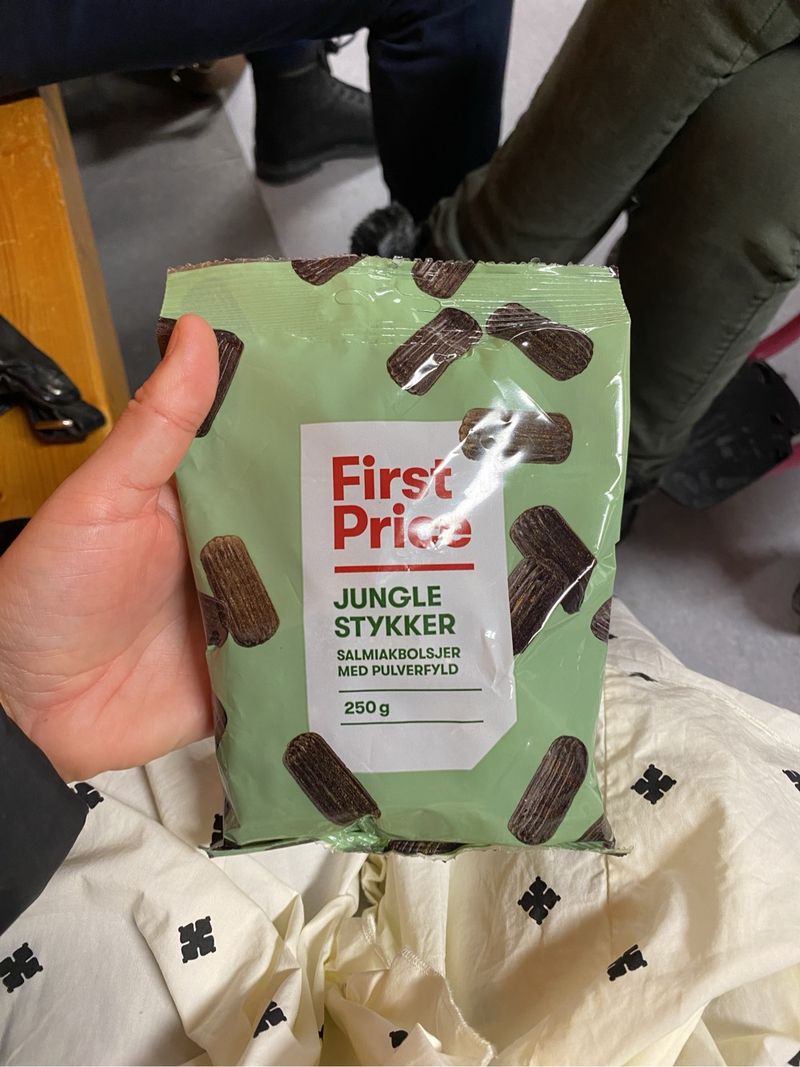 First
Price
JUNGLE
STYKKER
SALMIAKBOLSJER
MED PULVERFYLD
250 g